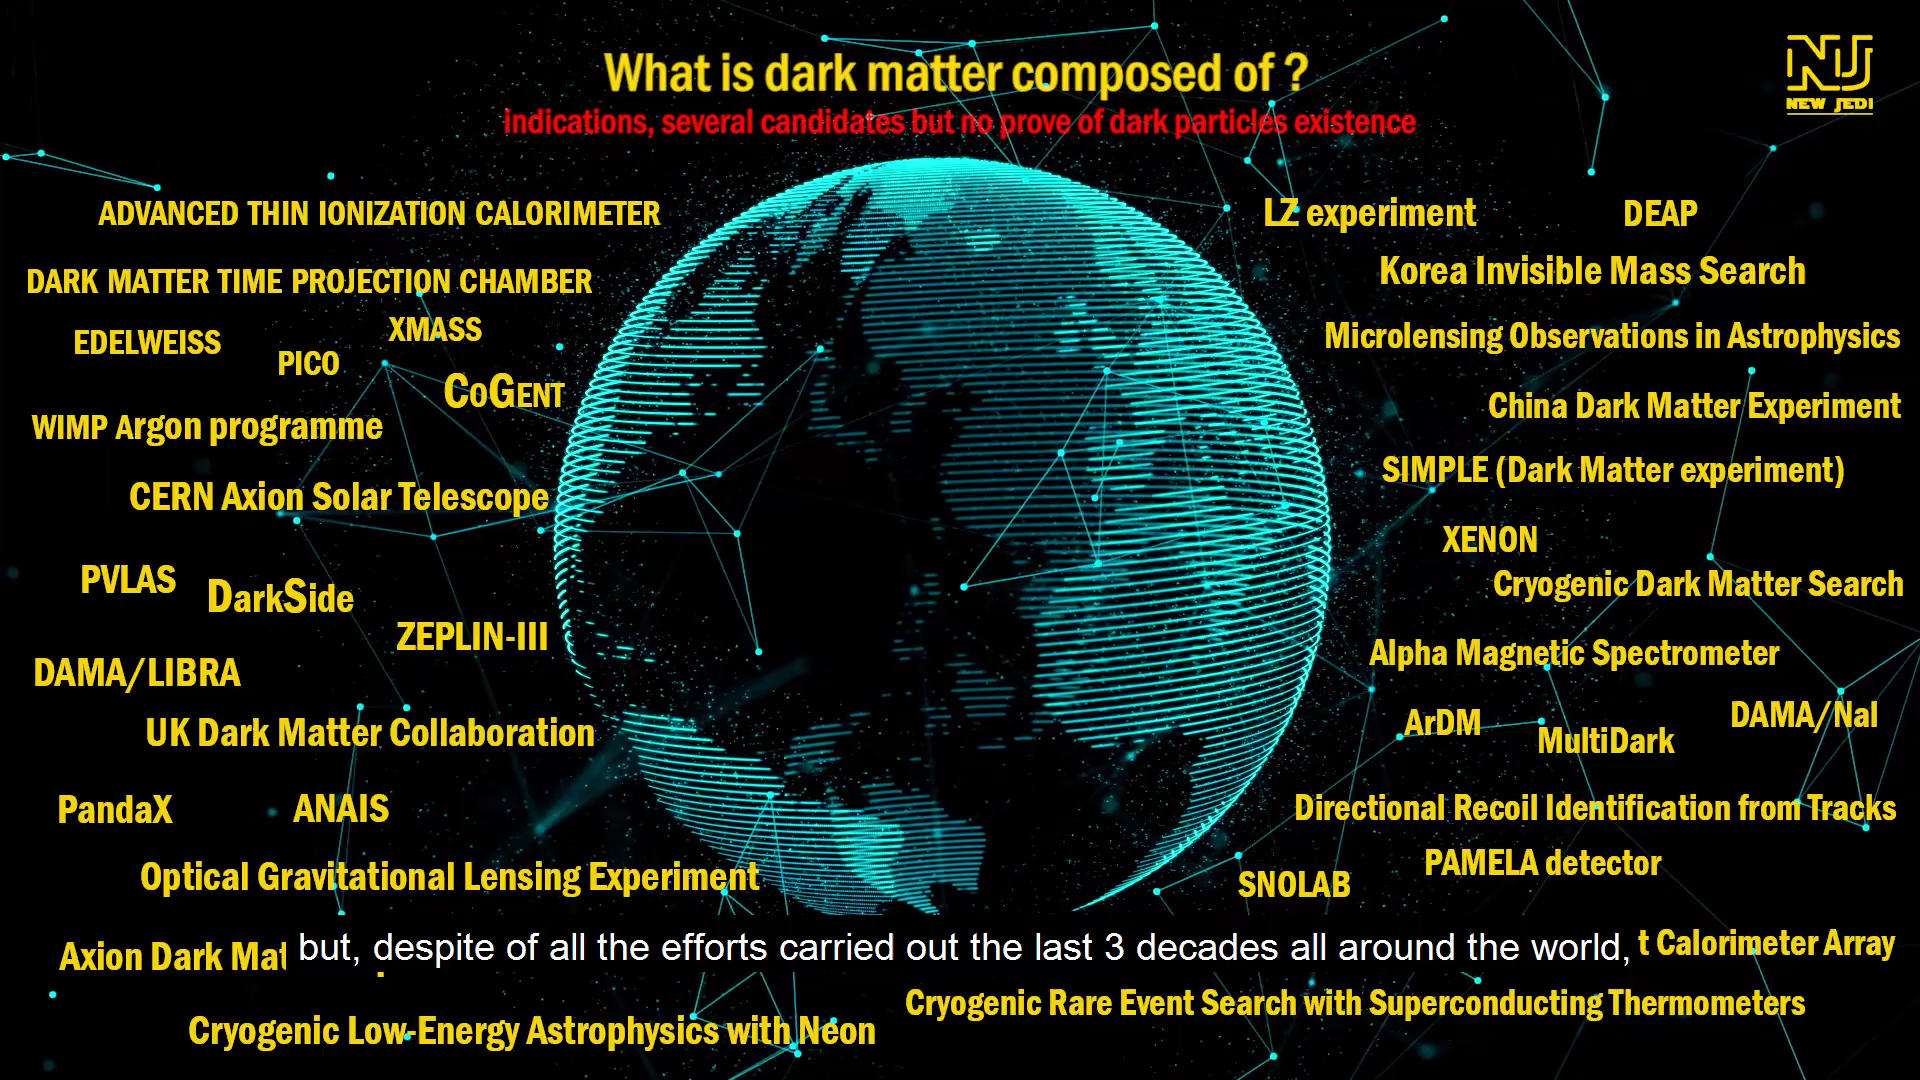 What is dark matter composed of ?
indications, several candidates but no prove of dark particles existence
NJ
NEW JEDI
ADVANCED THIN IONIZATION CALORIMETER
DARK MATTER TIME PROJECTION CHAMBER
XMASS
EDELWEISS
PICO
COGENT
WIMP Argon programme
CERN Axion Solar Telescope
PVLAS
DarkSide
ZEPLIN-III
DAMA/LIBRA
UK Dark Matter Collaboration
PandaX
ANAIS
Optical Gravitational Lensing Experiment
Axion Dark
Cryogenic Low-Energy Astrophysics with Neon
LZ experiment
DEAP
Korea Invisible Mass Search
Microlensing Observations in Astrophysics
China Dark Matter Experiment
SIMPLE (Dark Matter experiment)
XENON
Cryogenic Dark Matter Search
Alpha Magnetic Spectrometer
DAMA/NaI
ArDM
MultiDark
Directional Recoil Identification from Tracks
PAMELA detector
SNOLAB
Calorimeter Array
Cryogenic Rare Event Search with Superconducting Thermometers
but, despite of all the efforts carried out the last 3 decades all around the world,